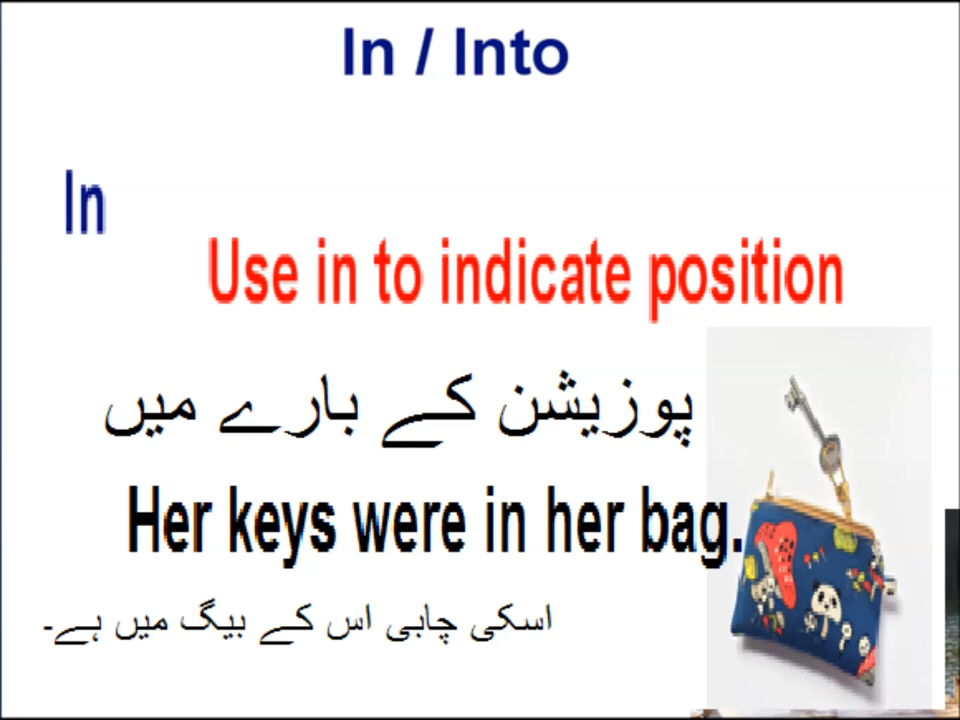 In / Into
In
Use in to indicate position
پوزیشن کے بارے میں
Her keys were in her bag.
اسکی چابی اس کے بیگ میں ہے۔